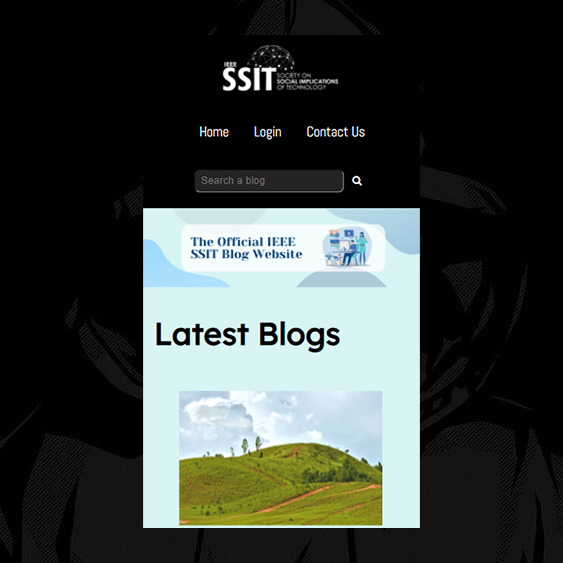 IEEE
SSIT
SOCIETY ON
SOCIAL IMPLICATIONS
OF TECHNOLOGY
Home Login Contact Us
Search a blog
The Official IEEE
SSIT Blog Website
Latest Blogs